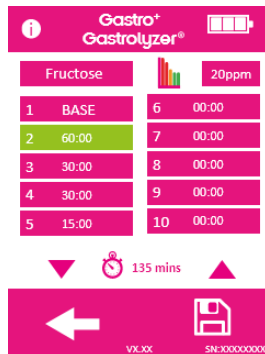 i
Gastro+
Gastrolyzer®
Fructose
20ppm
1 BASE
2 60:00
3 30:00
4 30:00
5 15:00
6 00:00
7 00:00
8 00:00
9 00:00
10 00:00
135 mins
VX.XX
SN:XXXXXXXXX